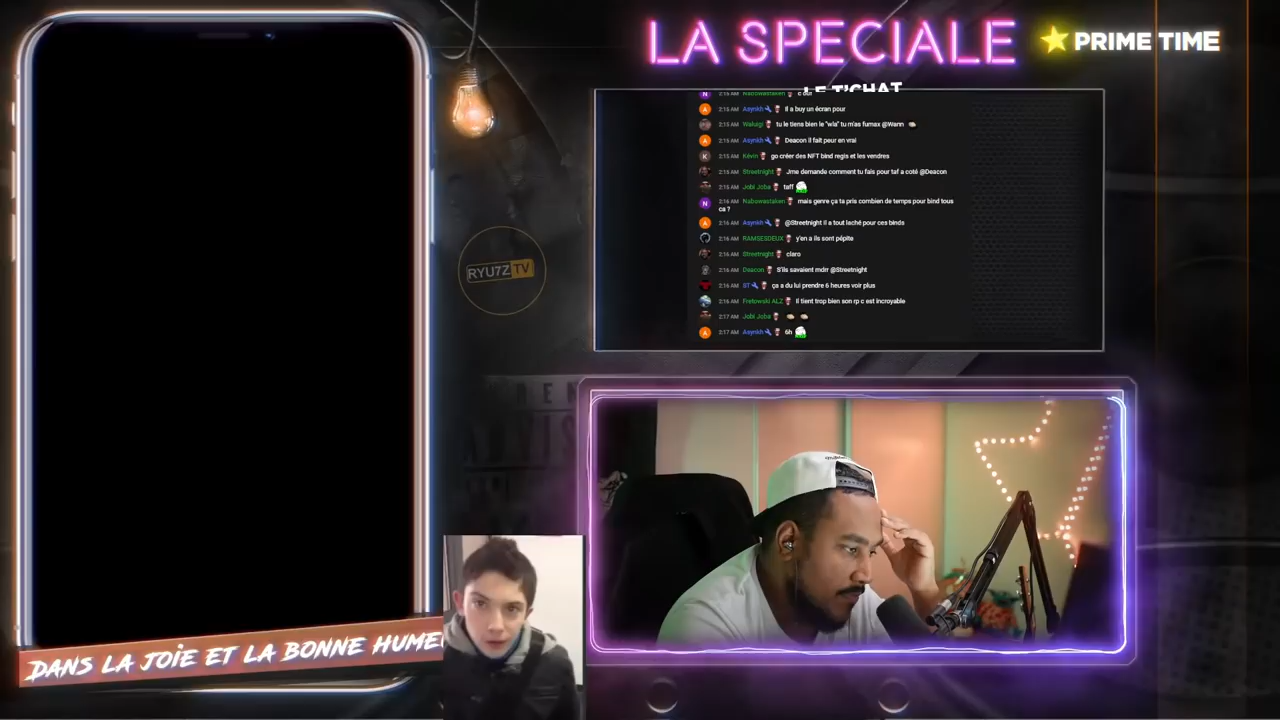 LA SPECIALE
PRIME TIME
LE T'CHAT
2:15 AM Nabuwastaken c oui
A 2:15 AM Asynkh Il a buy un écran pour
2:15 AM Waluigi tu le tiens bien le "wla" tu m'as fumax @Wann
A 2:15 AM Asynkh Deacon il fait peur en vrai
K 2:15 AM Kévin go créer des NFT bind regis et les vendres
2:15 AM Streetnight Jme demande comment tu fais pour taf a coté @Deacon
2:15 AM Jobi Joba taff
N 2:16 AM Nabuwastaken mais genre ça ta pris combien de temps pour bind tous
ca ?
A 2:16 AM Asynkh @Streetnight il a tout laché pour ces binds
2:16 AM RAMSESDEUX y'en a ils sont pépite
2:16 AM Streetnight claro
2:16 AM Deacon S'ils savaient mdrr @Streetnight
2:16 AM ST ça a du lui prendre 6 heures voir plus
2:16 AM Fretowski ALZ Il tient trop bien son rp c est incroyable
2:17 AM Jobi Joba
A 2:17 AM Asynkh 6h
RYU7Z TV
DANS LA JOiE ET LA BONNE HUME